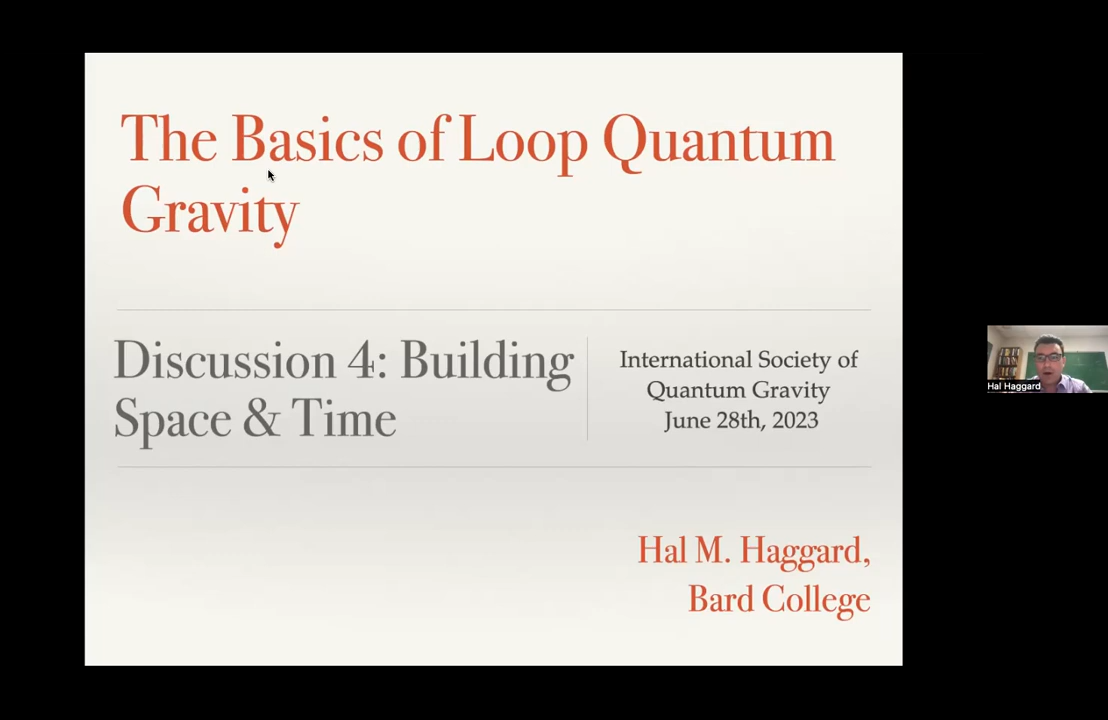 The Basics of Loop Quantum
Gravity
Discussion 4: Building
Space & Time
International Society of
Quantum Gravity
June 28th, 2023
Hal M. Haggard,
Bard College
Hal Haggard